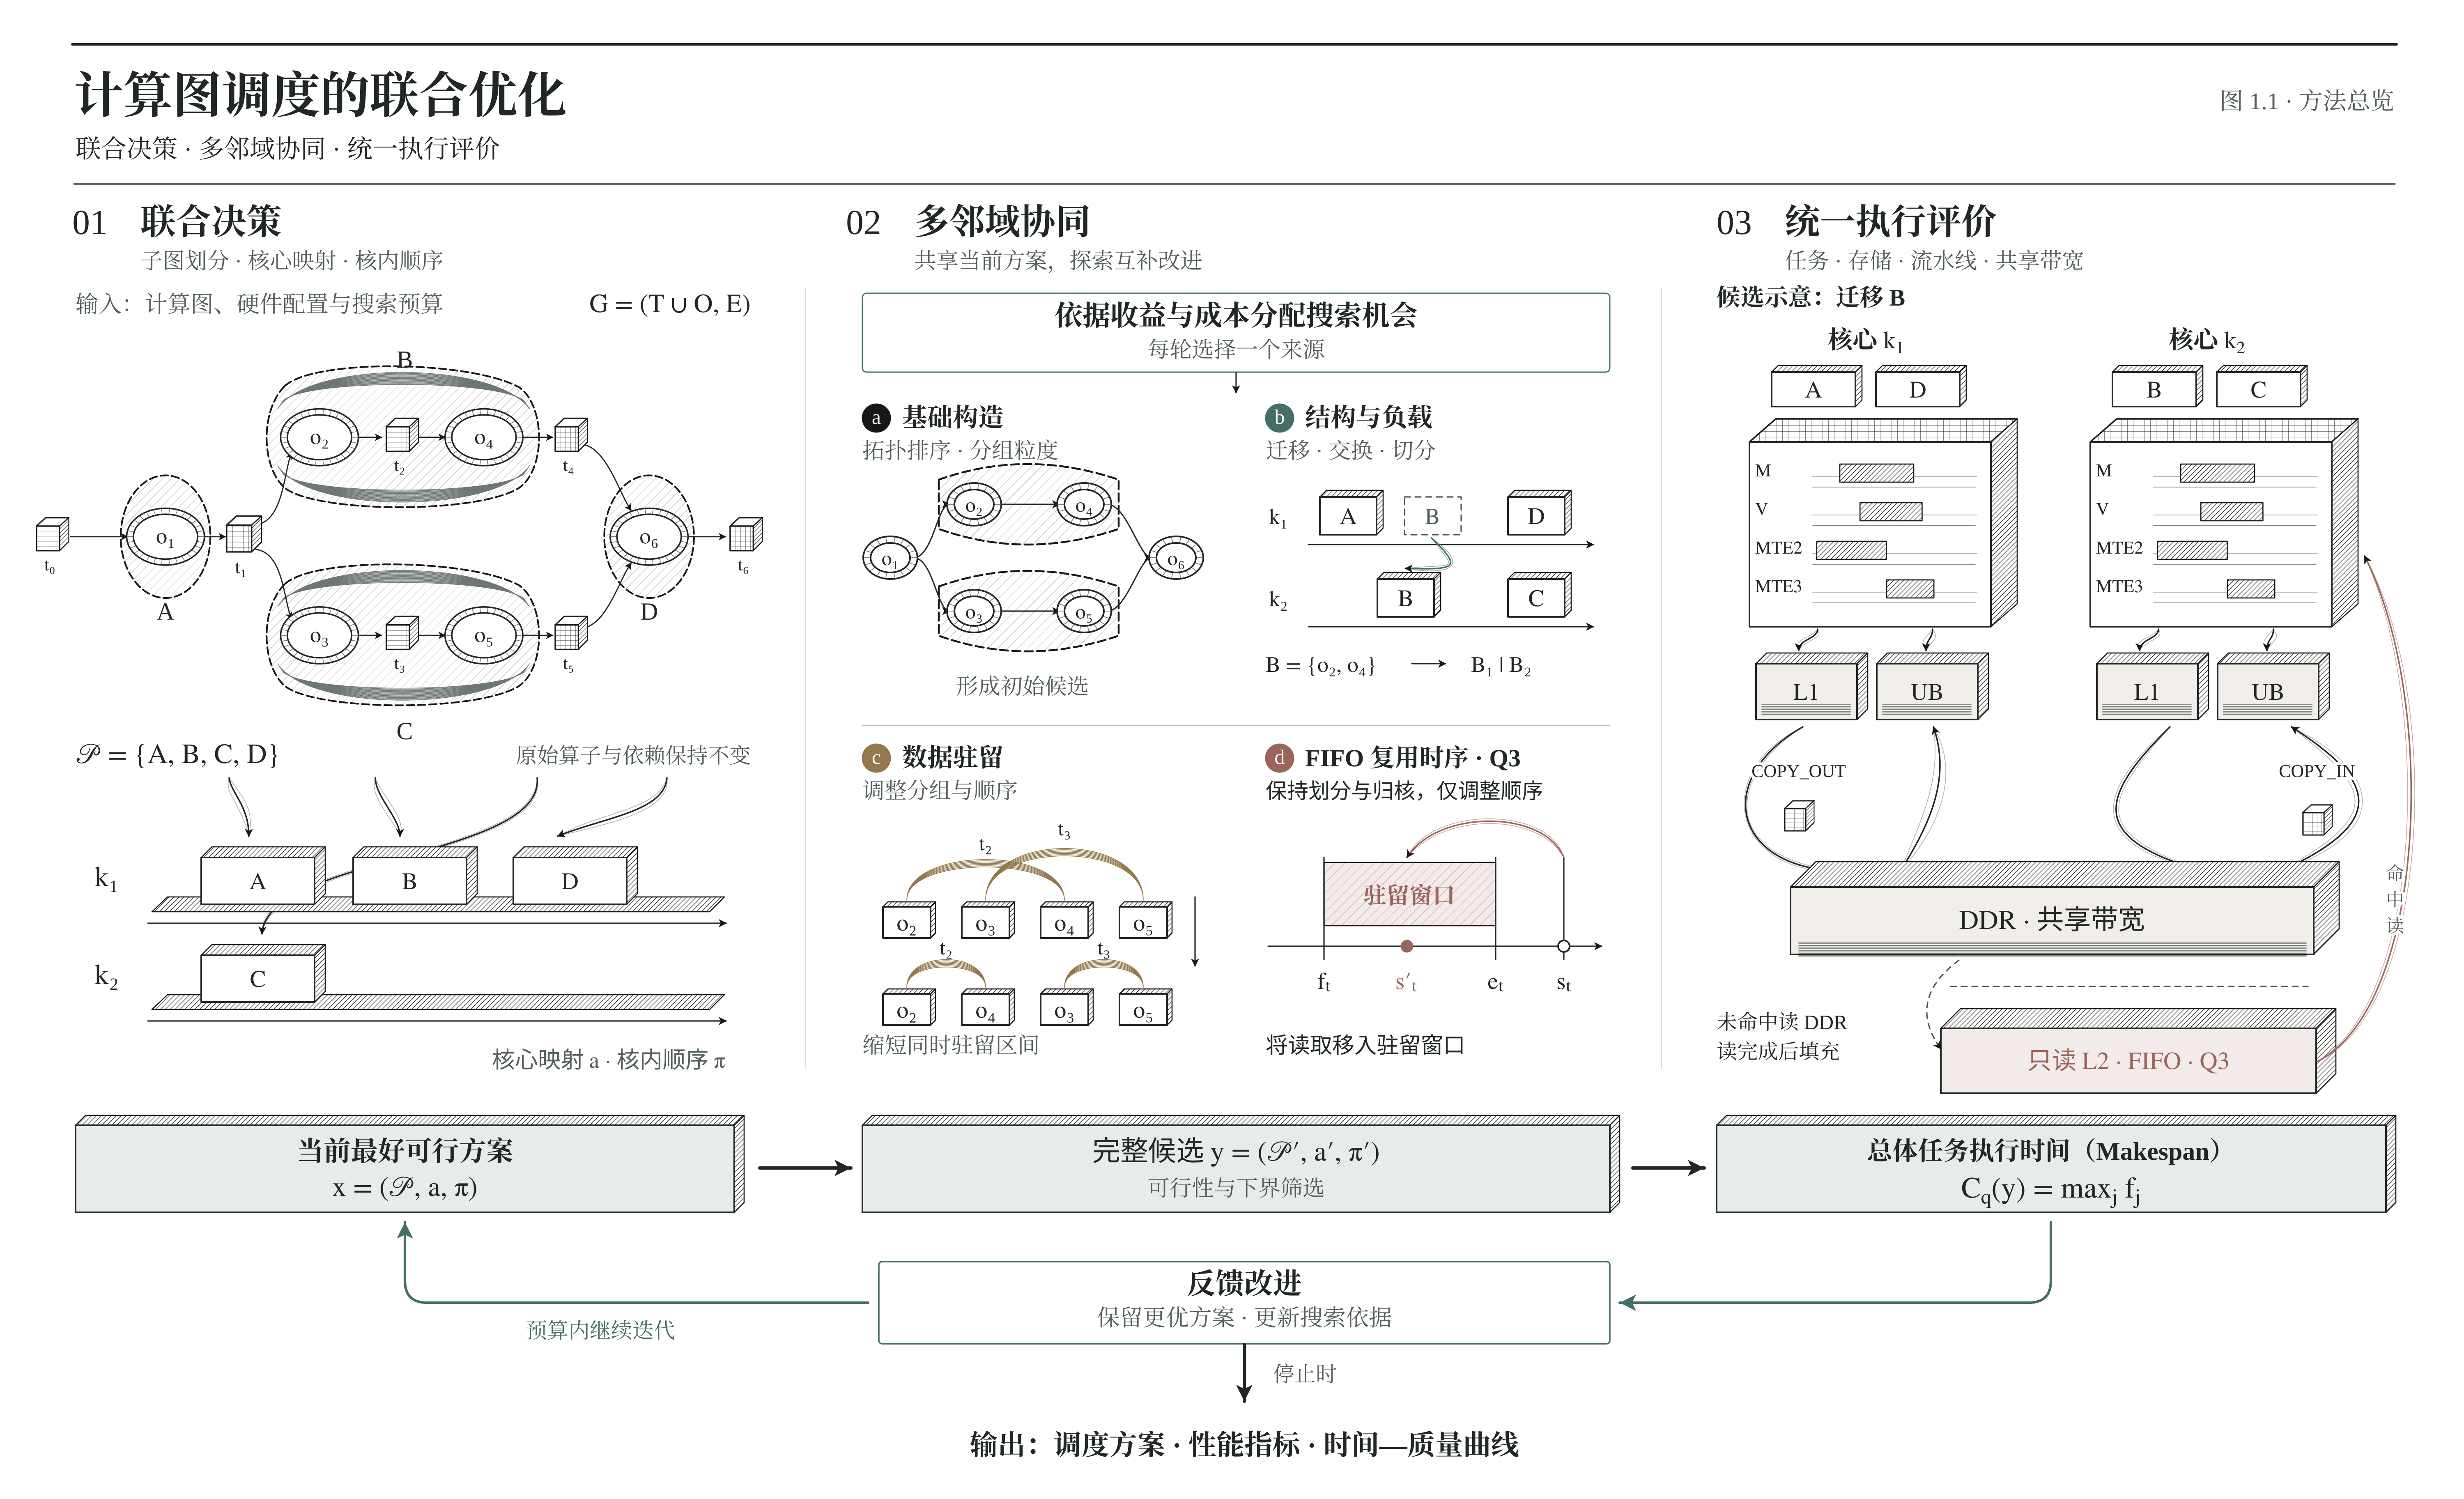 计算图调度的联合优化
图 1.1 · 方法总览
联合决策 · 多邻域协同 · 统一执行评价
01 联合决策
子图划分 · 核心映射 · 核内顺序
输入：计算图、硬件配置与搜索预算
G = (T ∪ O, E)
B
o₂
t₂
o₄
t₄
t₀
o₁
A
t₁
o₆
D
t₆
o₃
t₃
o₅
t₅
C
𝒫 = {A, B, C, D}
原始算子与依赖保持不变
k₁
A
B
D
k₂
C
核心映射 a · 核内顺序 π
02 多邻域协同
共享当前方案，探索互补改进
依据收益与成本分配搜索机会
每轮选择一个来源
a 基础构造
拓扑排序 · 分组粒度
o₂
o₄
o₁
o₆
o₃
o₅
形成初始候选
b 结构与负载
迁移 · 交换 · 切分
k₁
A
B
D
k₂
B
C
B = {o₂, o₄}
B₁ | B₂
c 数据驻留
调整分组与顺序
t₂
t₃
o₂
o₃
o₄
o₅
t₂
t₃
o₂
o₄
o₃
o₅
缩短同时驻留区间
d FIFO 复用时序 · Q3
保持划分与归核，仅调整顺序
驻留窗口
fₜ
s′ₜ
eₜ
sₜ
将读取移入驻留窗口
03 统一执行评价
任务 · 存储 · 流水线 · 共享带宽
候选示意：迁移 B
核心 k₁
A
D
M
V
MTE2
MTE3
L1
UB
核心 k₂
B
C
M
V
MTE2
MTE3
L1
UB
COPY_OUT
COPY_IN
DDR · 共享带宽
命中读
未命中读 DDR
读完成后填充
只读 L2 · FIFO · Q3
当前最好可行方案
x = (𝒫, a, π)
完整候选 y = (𝒫′, a′, π′)
可行性与下界筛选
总体任务执行时间（Makespan）
C_q(y) = maxⱼ fⱼ
反馈改进
保留更优方案 · 更新搜索依据
预算内继续迭代
停止时
输出：调度方案 · 性能指标 · 时间—质量曲线